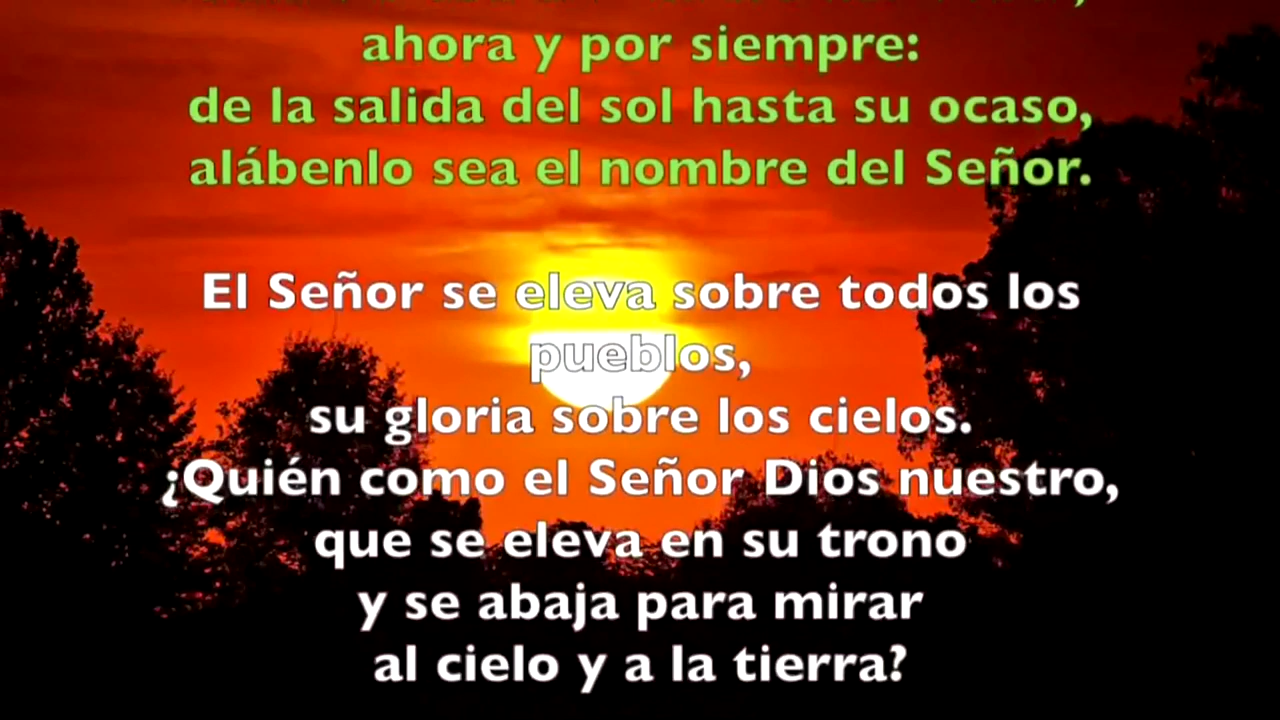 ahora y por siempre:
de la salida del sol hasta su ocaso,
alábenlo sea el nombre del Señor.
El Señor se eleva sobre todos los
pueblos,
su gloria sobre los cielos.
¿Quién como el Señor Dios nuestro,
que se eleva en su trono
y se abaja para mirar
al cielo y a la tierra?